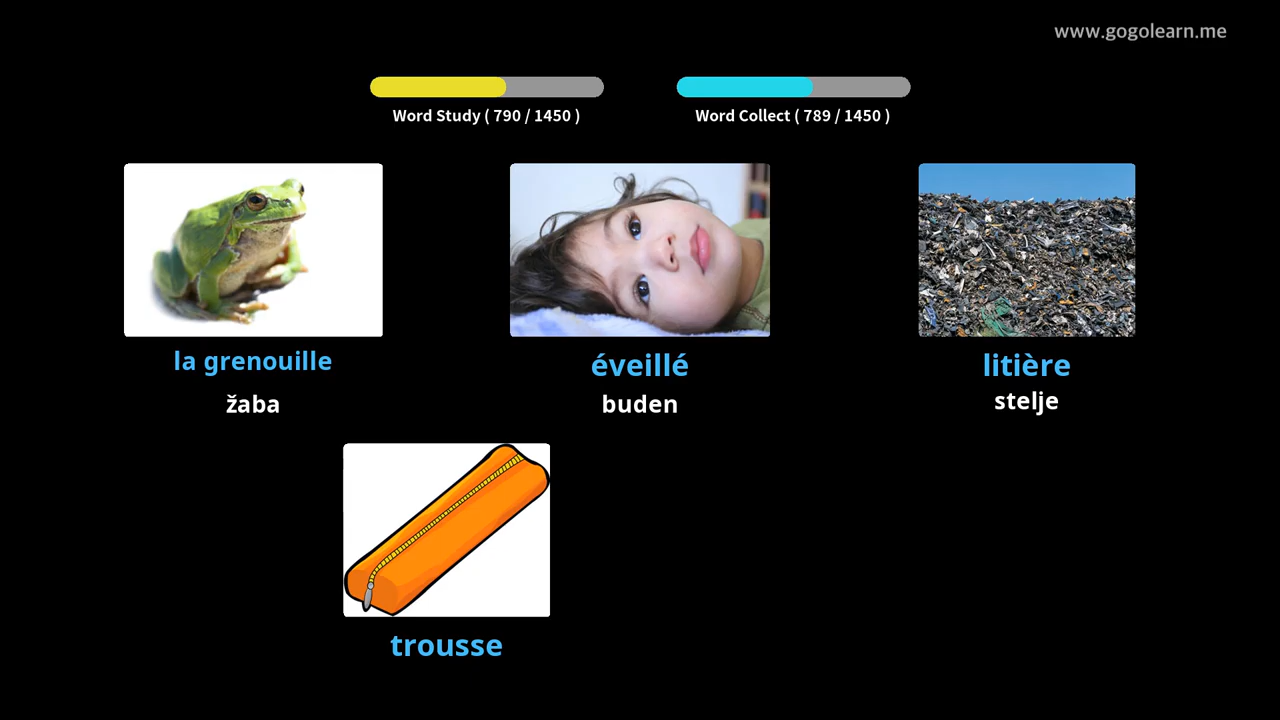 www.gogolearn.me
Word Study ( 790 / 1450 )
Word Collect ( 789 / 1450 )
la grenouille
žaba
éveillé
buden
litière
stelje
trousse